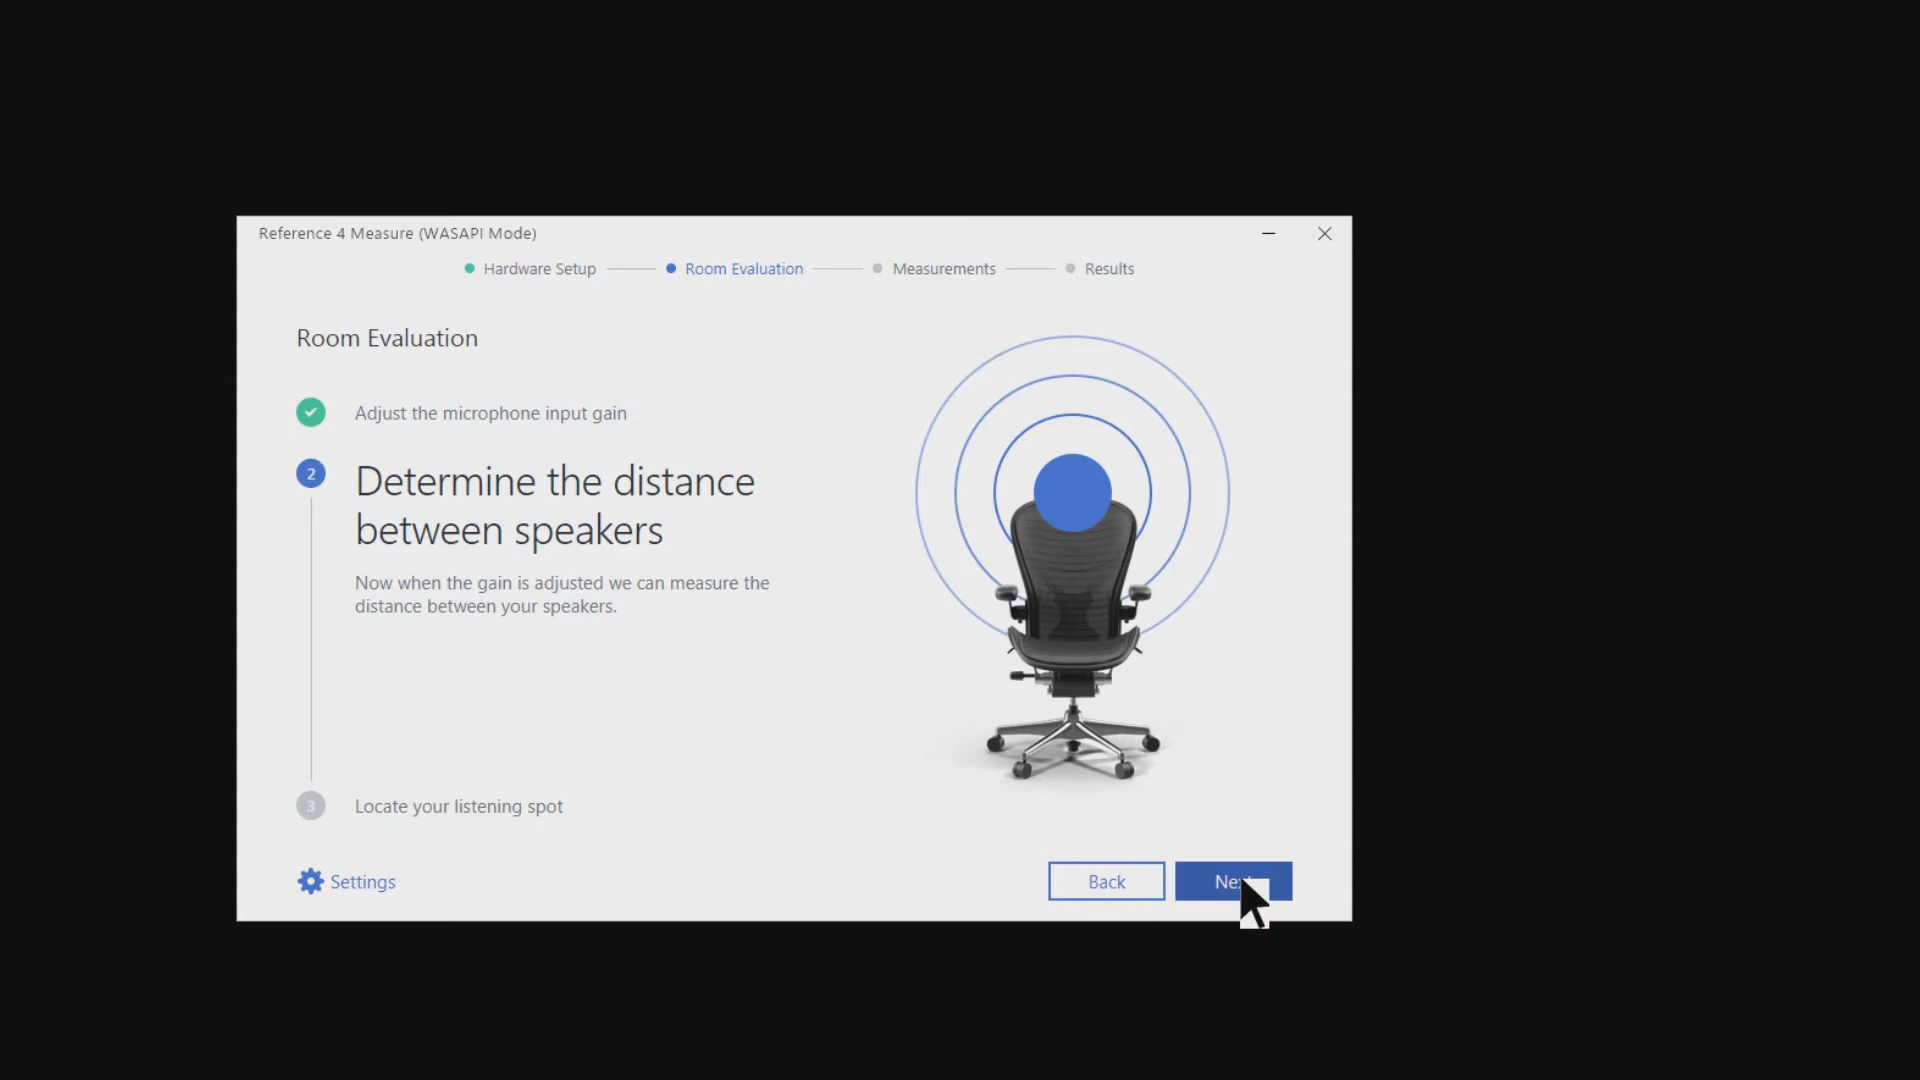 Reference 4 Measure (WASAPI Mode)
Hardware Setup
Room Evaluation
Measurements
Results
Room Evaluation
Adjust the microphone input gain
2
Determine the distance
between speakers
Now when the gain is adjusted we can measure the
distance between your speakers.
3
Locate your listening spot
Settings
Back